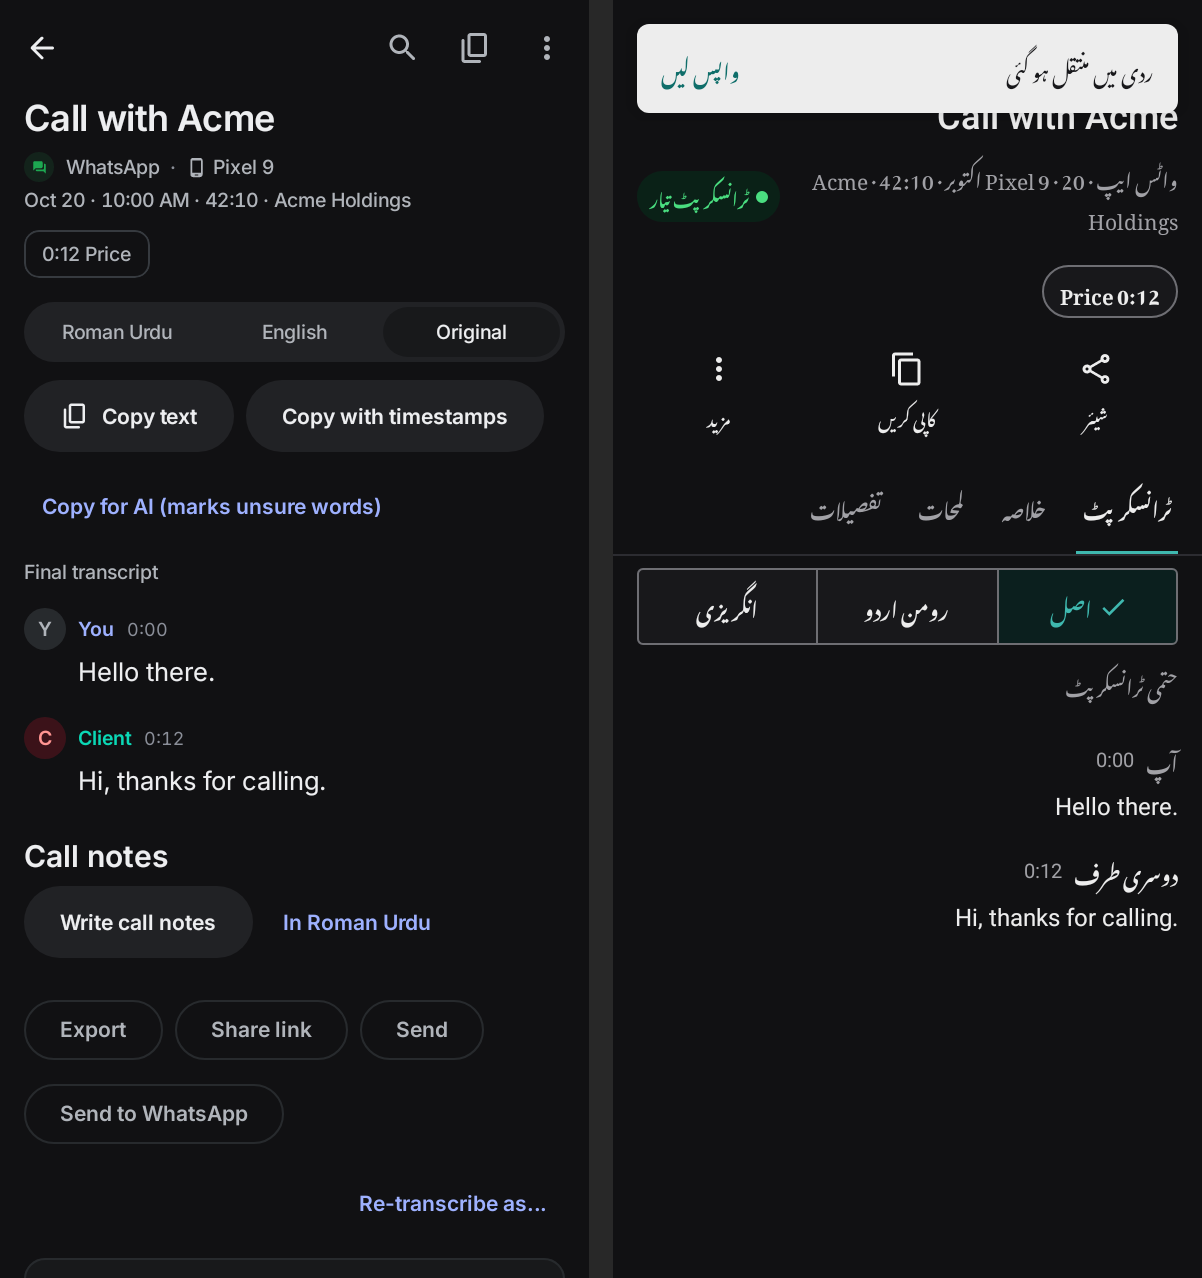 Call with Acme
WhatsApp · Pixel 9
Oct 20 · 10:00 AM · 42:10 · Acme Holdings
0:12 Price
Roman Urdu English Original
Copy text Copy with timestamps
Copy for AI (marks unsure words)
Final transcript
Y You 0:00
Hello there.
C Client 0:12
Hi, thanks for calling.
Call notes
Write call notes In Roman Urdu
Export Share link Send
Send to WhatsApp
Re-transcribe as...
ردی میں منتقل ہو گئی واپس لیں
Call with Acme
واٹس ایپ · Pixel 9 · 20 اکتوبر · 42:10 · Acme
Holdings
ٹرانسکرپٹ تیار
Price 0:12
شیئر کاپی کریں مزید
ٹرانسکرپٹ خلاصہ لمحات تفصیلات
اصل رومن اردو انگریزی
حتمی ٹرانسکرپٹ
آپ 0:00
Hello there.
دوسری طرف 0:12
Hi, thanks for calling.